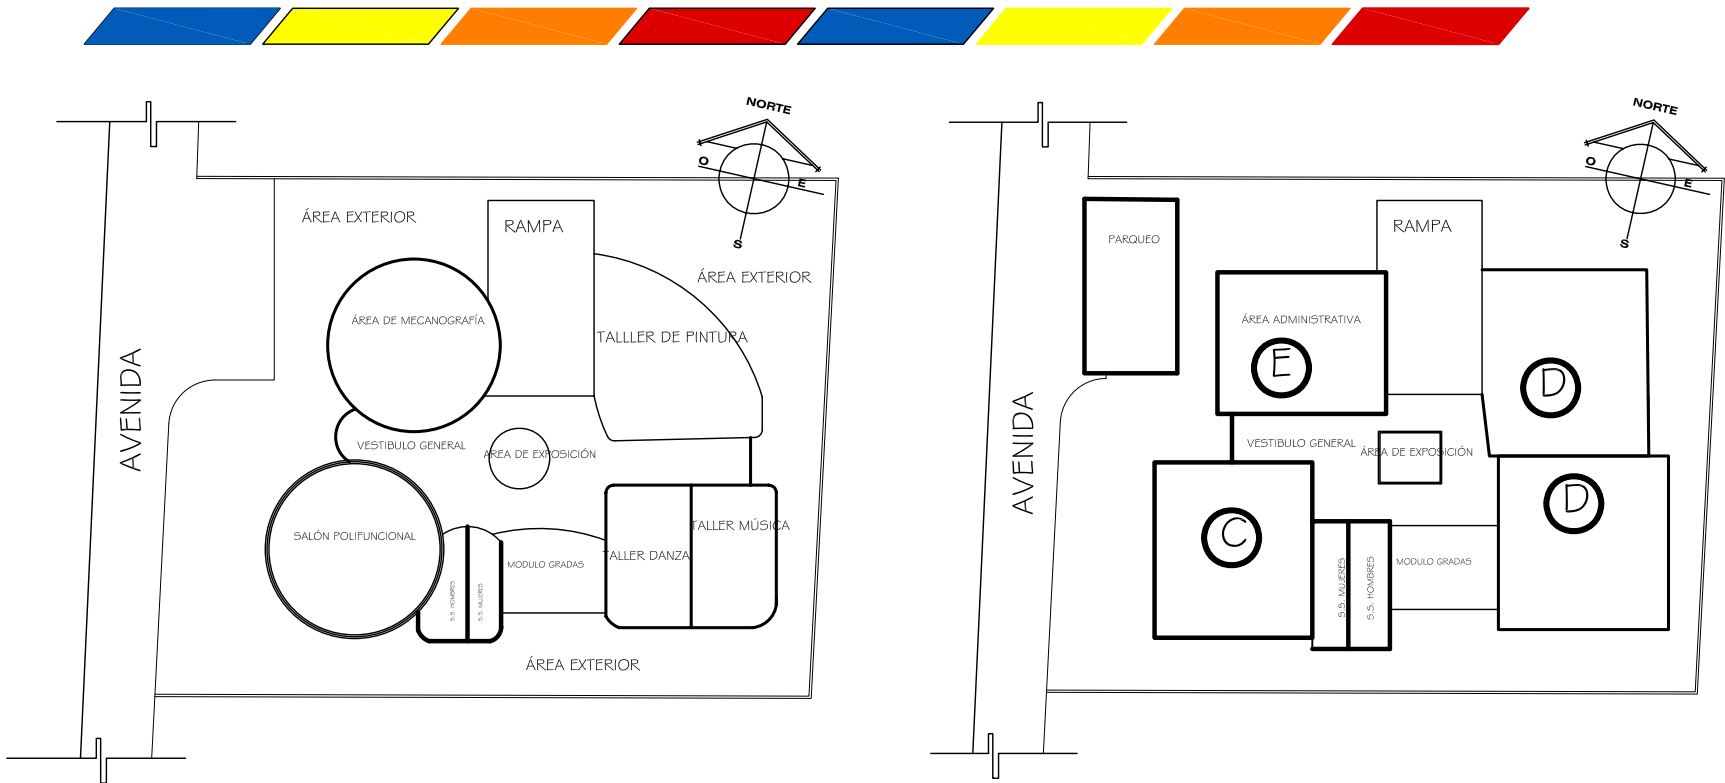 NORTE
O
E
S
ÁREA EXTERIOR
RAMPA
ÁREA EXTERIOR
ÁREA DE MECANOGRAFÍA
TALLLER DE PINTURA
AVENIDA
VESTIBULO GENERAL
ÁREA DE EXPOSICIÓN
SALÓN POLIFUNCIONAL
TALLER MÚSICA
TALLER DANZA
MODULO GRADAS
S.S. HOMBRES
S.S. MUJERES
ÁREA EXTERIOR
NORTE
O
E
S
PARQUEO
RAMPA
ÁREA ADMINISTRATIVA
E
D
AVENIDA
VESTIBULO GENERAL
ÁREA DE EXPOSICIÓN
D
C
MODULO GRADAS
S.S. MUJERES
S.S. HOMBRES